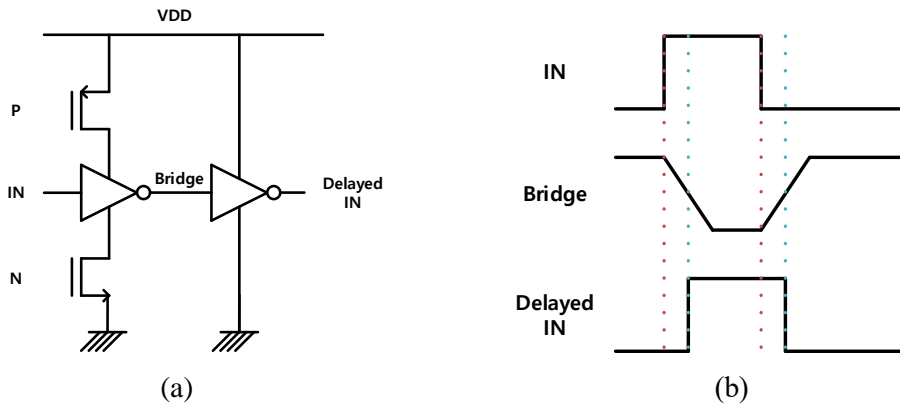 VDD
P
IN
Bridge
Delayed
IN
N
(a)
IN
Bridge
Delayed
IN
(b)